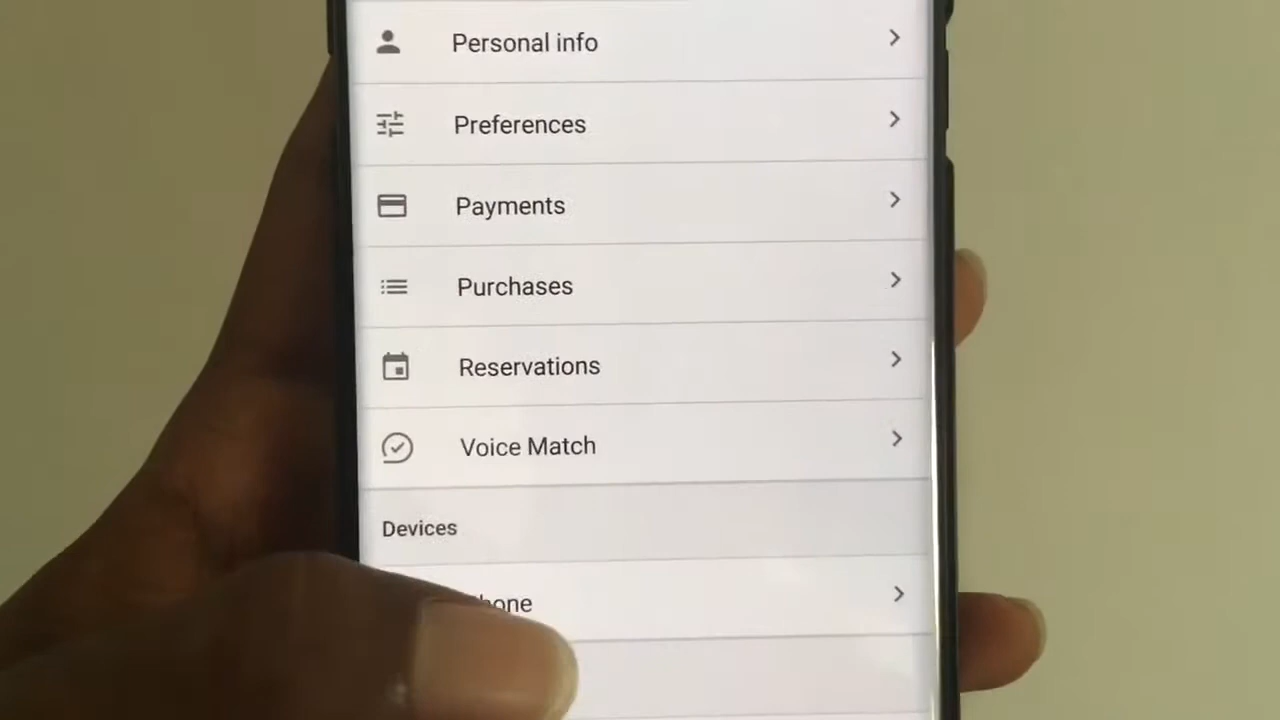 Personal info
Preferences
Payments
Purchases
Reservations
Voice Match
Devices